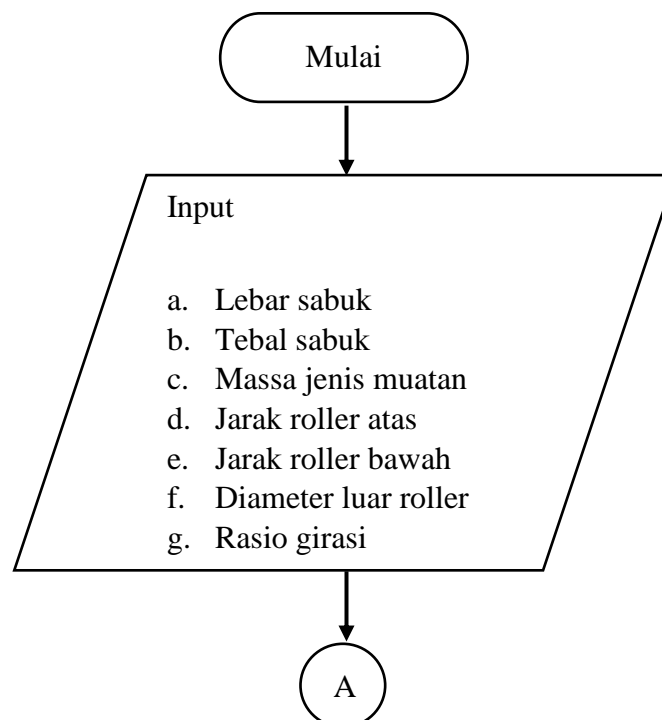 Mulai
Input
a. Lebar sabuk
b. Tebal sabuk
c. Massa jenis muatan
d. Jarak roller atas
e. Jarak roller bawah
f. Diameter luar roller
g. Rasio girasi
A